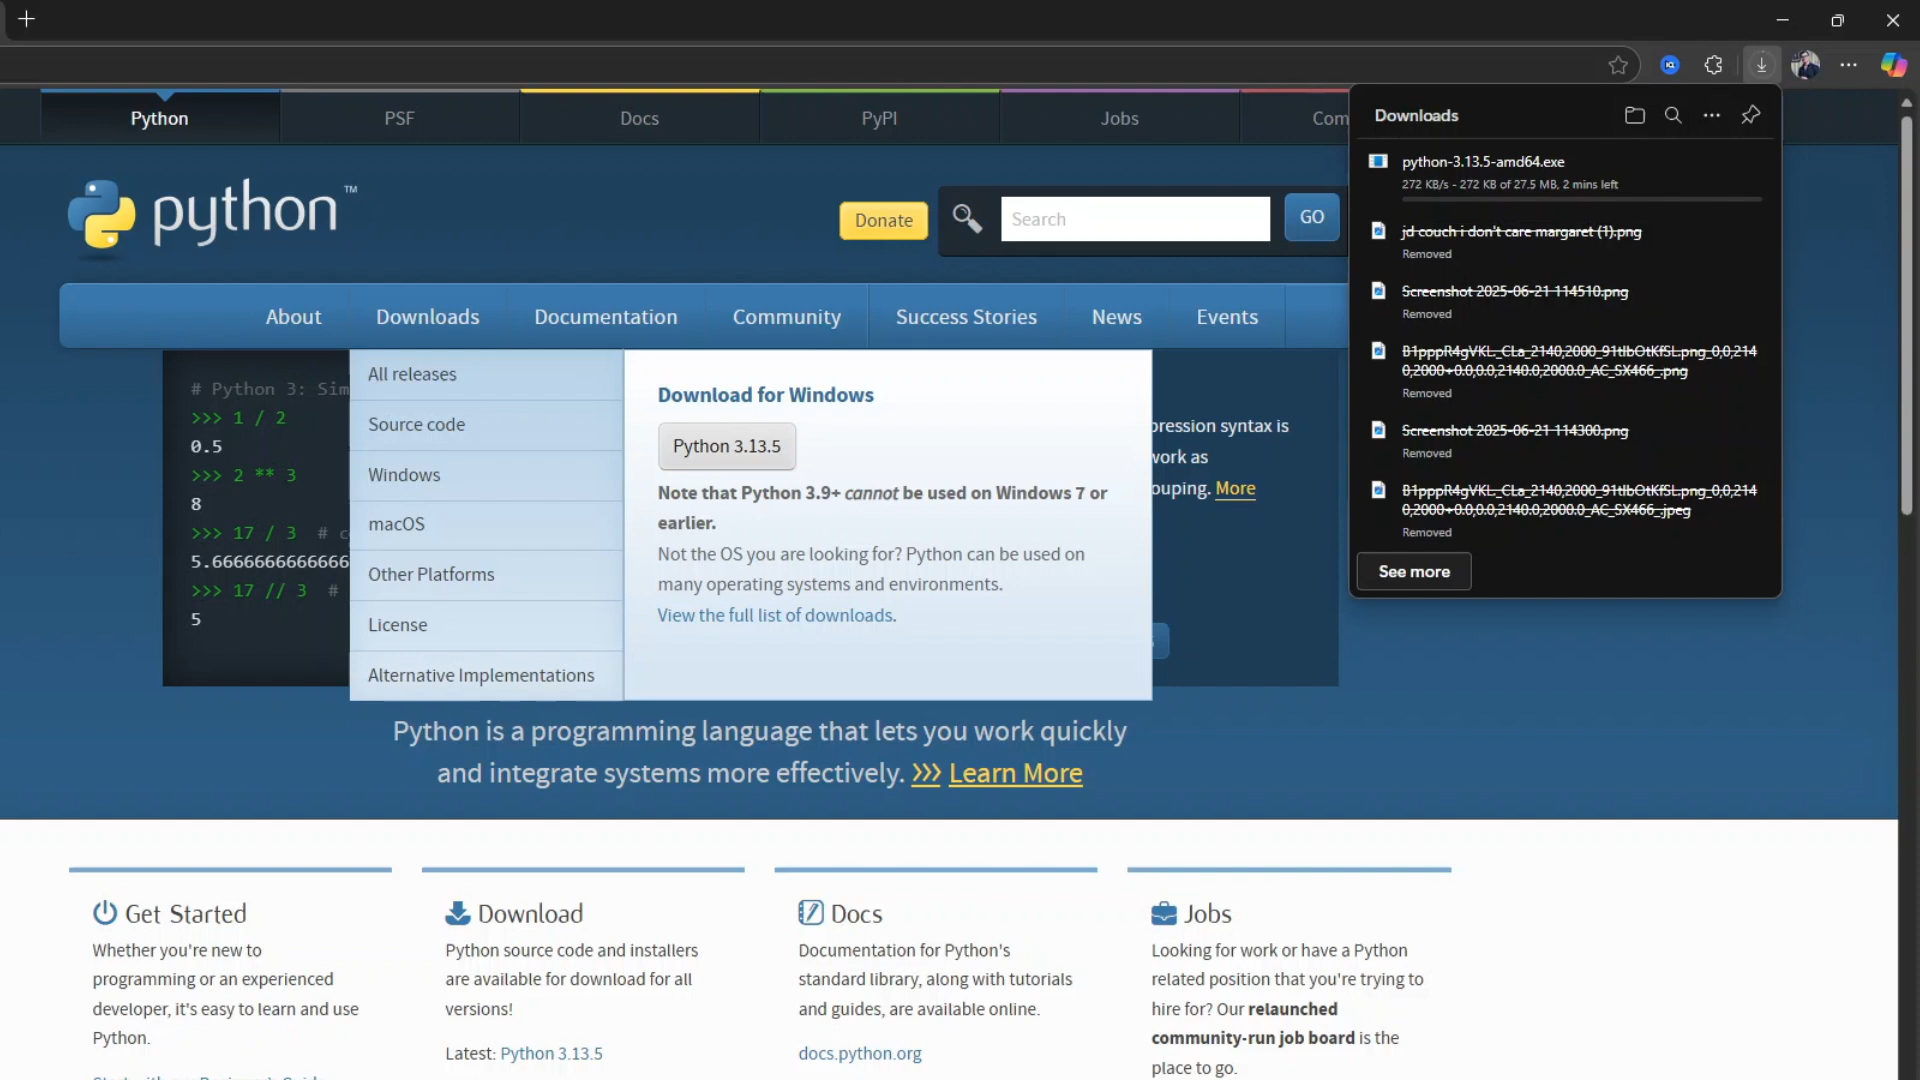 Python
PSF
Docs
PyPI
Jobs
Com
python™
Donate
Search
GO
About
Downloads
Documentation
Community
Success Stories
News
Events
# Python 3: Sim
>>> 1 / 2
0.5
>>> 2 ** 3
8
>>> 17 / 3 # c
5.6666666666666
>>> 17 // 3 #
5
All releases
Source code
Windows
macOS
Other Platforms
License
Alternative Implementations
Download for Windows
Python 3.13.5
Note that Python 3.9+ cannot be used on Windows 7 or
earlier.
Not the OS you are looking for? Python can be used on
many operating systems and environments.
View the full list of downloads.
pression syntax is
work as
ouping. More
Downloads
python-3.13.5-amd64.exe
272 KB/s - 272 KB of 27.5 MB, 2 mins left
jd couch i don't care margaret (1).png
Removed
Screenshot 2025-06-21 114510.png
Removed
B1pppR4gVKL._CLa_2140,2000_91tIbOtKfSL.png_0,0,214
0,2000+0.0,0.0,2140.0,2000.0_AC_SX466_.png
Removed
Screenshot 2025-06-21 114300.png
Removed
B1pppR4gVKL._CLa_2140,2000_91tIbOtKfSL.png_0,0,214
0,2000+0.0,0.0,2140.0,2000.0_AC_SX466_.jpeg
Removed
See more
Python is a programming language that lets you work quickly
and integrate systems more effectively. >>> Learn More
Get Started
Whether you're new to
programming or an experienced
developer, it's easy to learn and use
Python.
Start with our Beginner's Guide
Download
Python source code and installers
are available for download for all
versions!
Latest: Python 3.13.5
Docs
Documentation for Python's
standard library, along with tutorials
and guides, are available online.
docs.python.org
Jobs
Looking for work or have a Python
related position that you're trying to
hire for? Our relaunched
community-run job board is the
place to go.